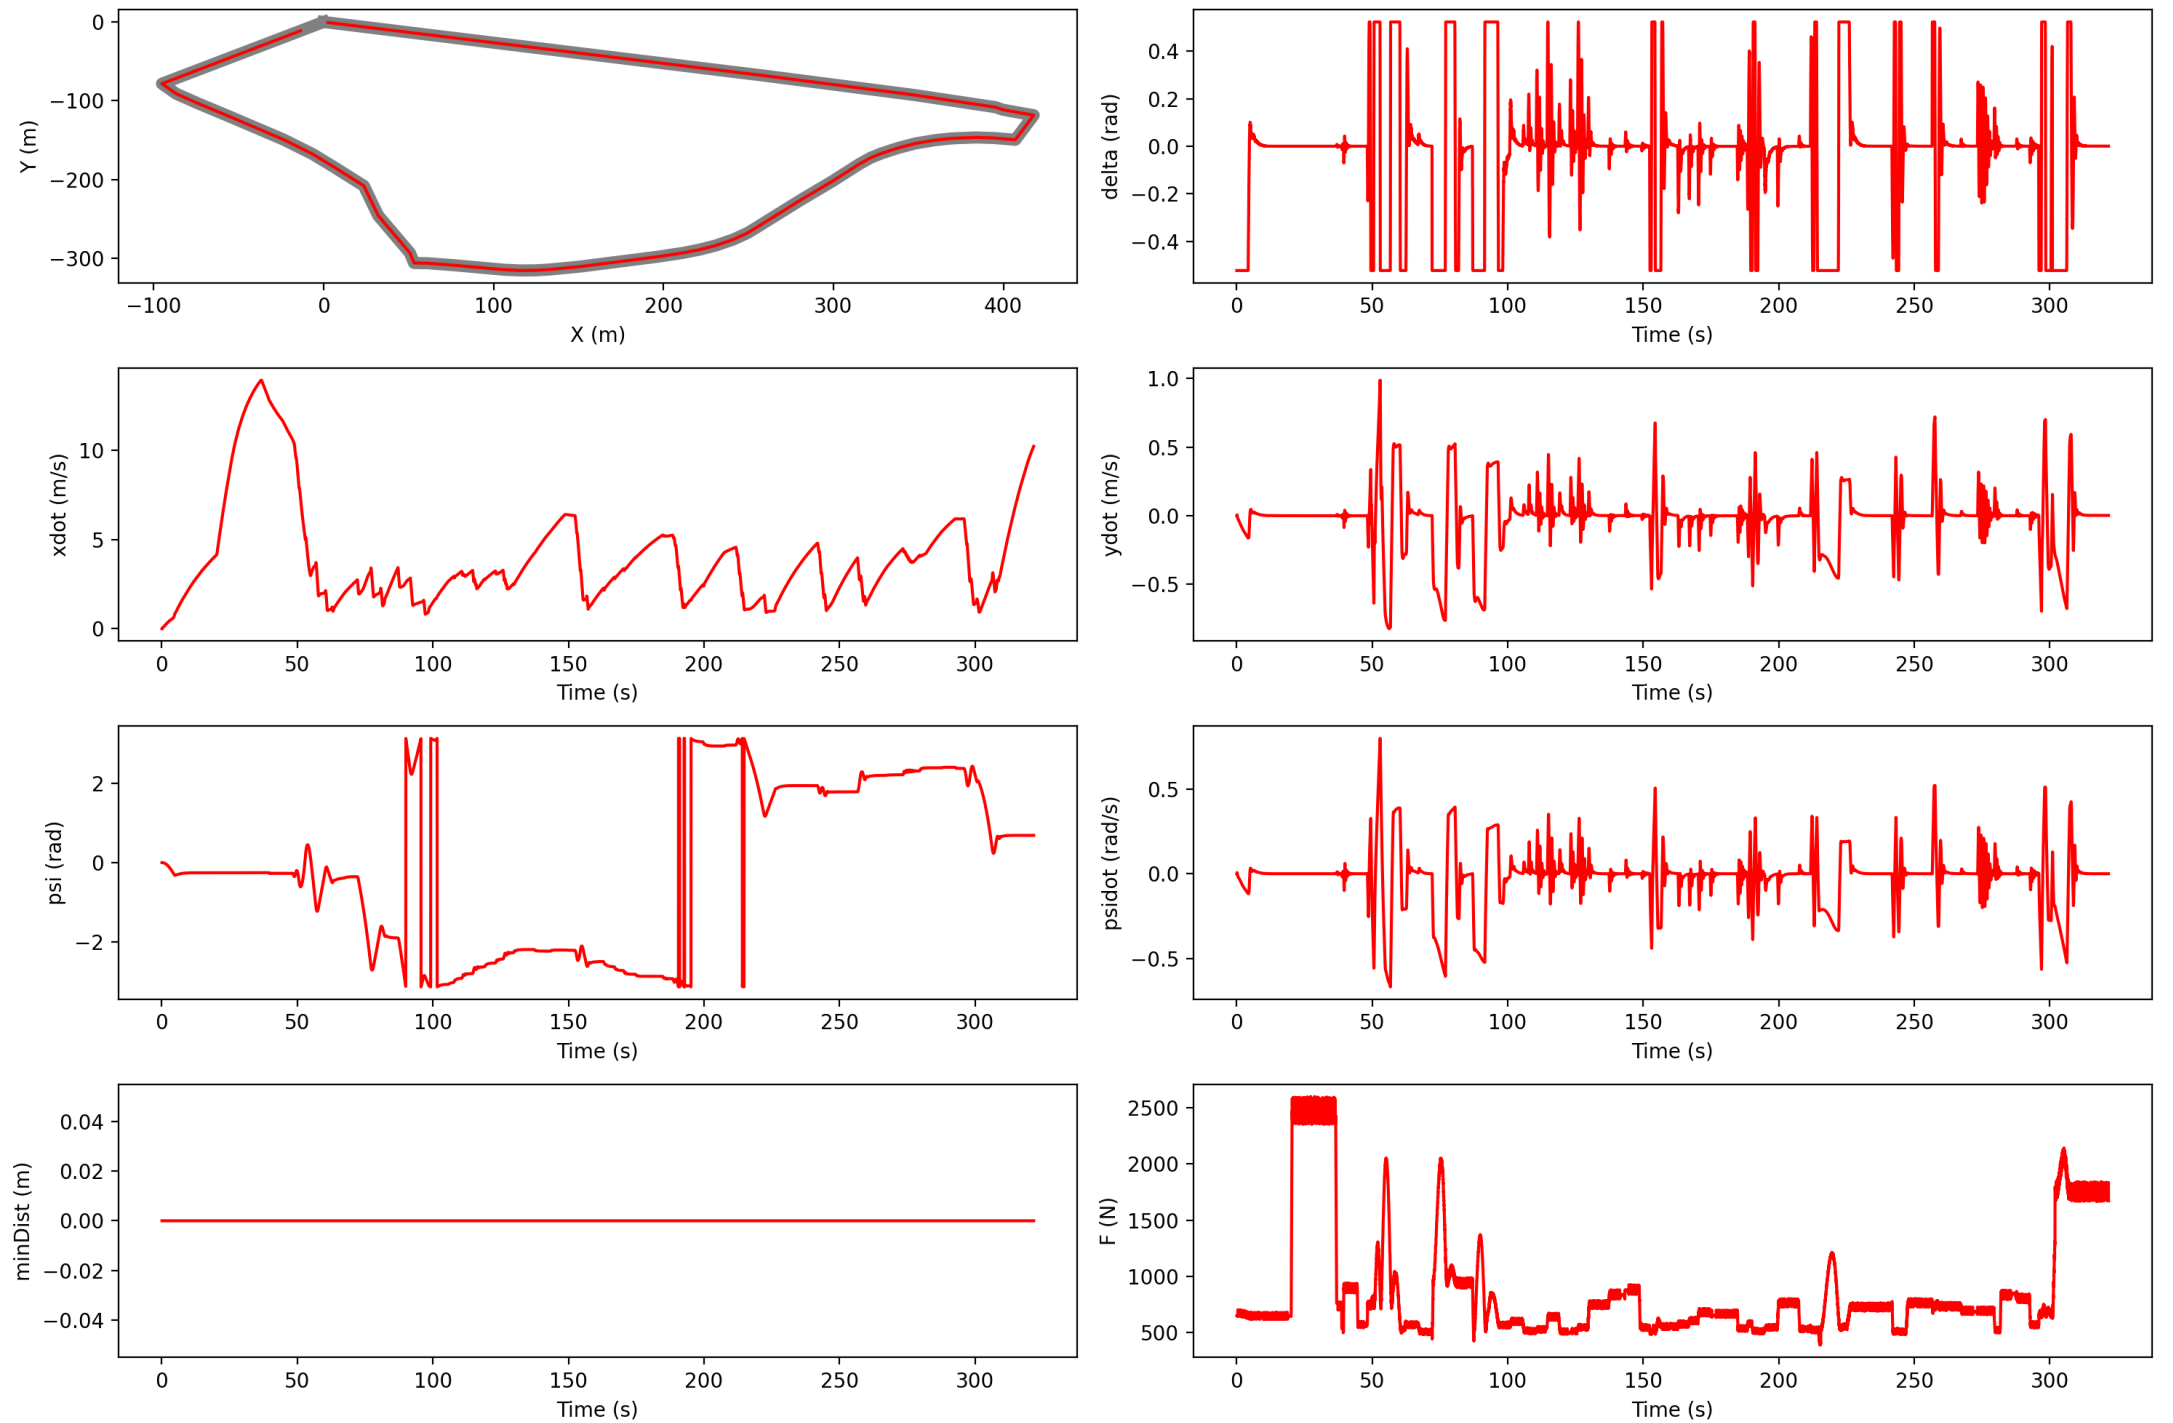 0
−100
−200
−300
Y (m)
−100 0 100 200 300 400
X (m)
0.4
0.2
0.0
−0.2
−0.4
delta (rad)
0 50 100 150 200 250 300
Time (s)
10
5
0
xdot (m/s)
0 50 100 150 200 250 300
Time (s)
1.0
0.5
0.0
−0.5
ydot (m/s)
0 50 100 150 200 250 300
Time (s)
2
0
−2
psi (rad)
0 50 100 150 200 250 300
Time (s)
0.5
0.0
−0.5
psidot (rad/s)
0 50 100 150 200 250 300
Time (s)
0.04
0.02
0.00
−0.02
−0.04
minDist (m)
0 50 100 150 200 250 300
Time (s)
2500
2000
1500
1000
500
F (N)
0 50 100 150 200 250 300
Time (s)